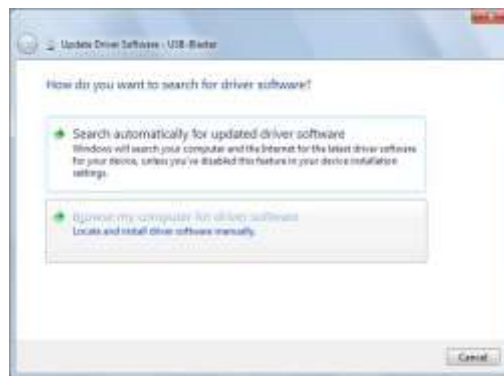 Update Driver Software - USB-Blaster
How do you want to search for driver software?
Search automatically for updated driver software
Windows will search your computer and the Internet for the latest driver software
for your device, unless you've disabled this feature in your device installation
settings.
Browse my computer for driver software
Locate and install driver software manually.
Cancel